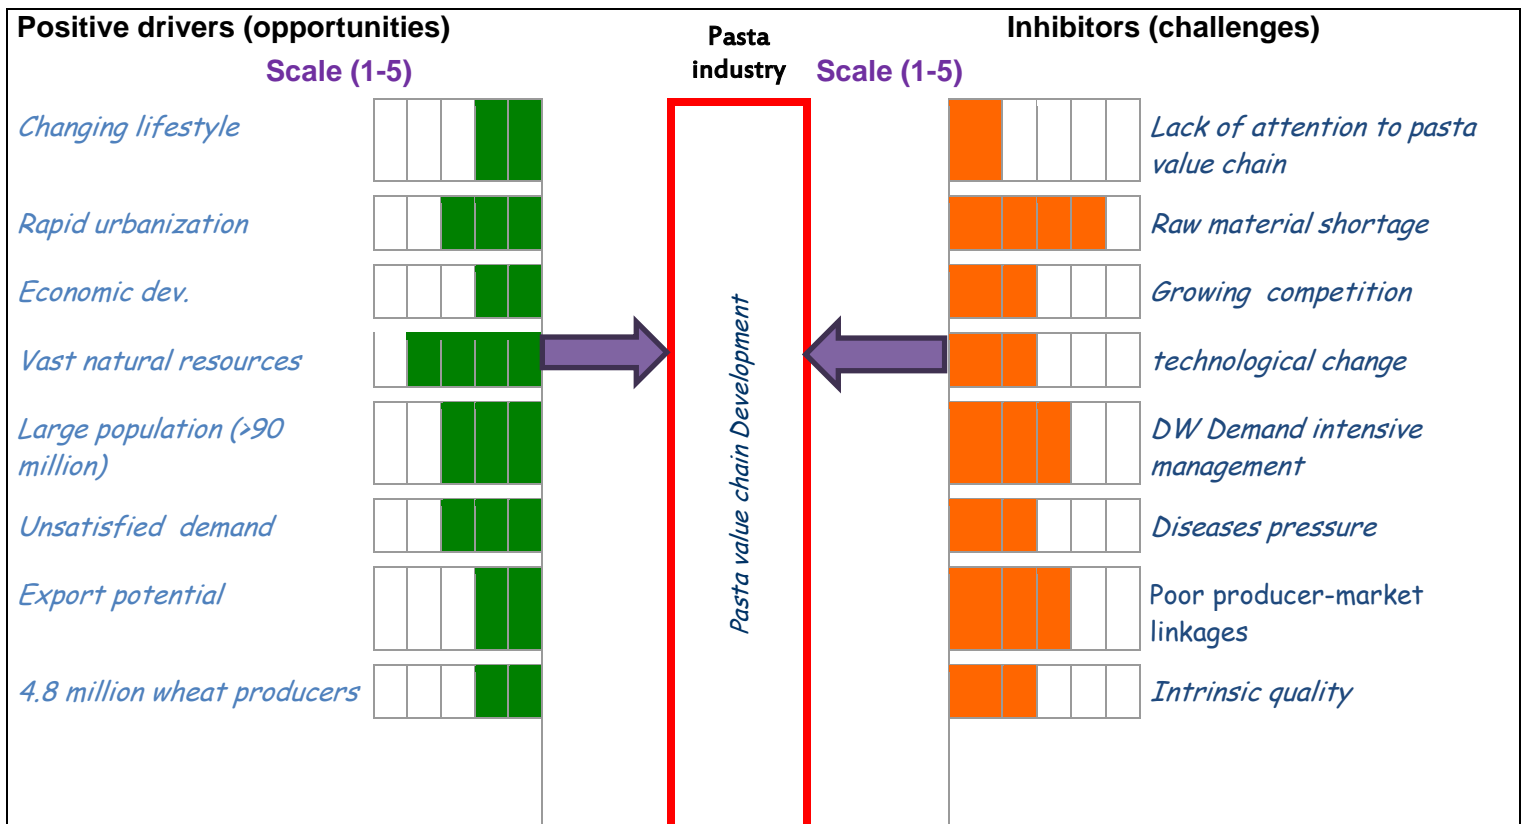 Positive drivers (opportunities)
Scale (1-5)
Pasta
industry
Inhibitors (challenges)
Scale (1-5)
Changing lifestyle
Rapid urbanization
Economic dev.
Vast natural resources
Large population (>90
million)
Unsatisfied demand
Export potential
4.8 million wheat producers
Pasta value chain Development
Lack of attention to pasta
value chain
Raw material shortage
Growing competition
technological change
DW Demand intensive
management
Diseases pressure
Poor producer-market
linkages
Intrinsic quality